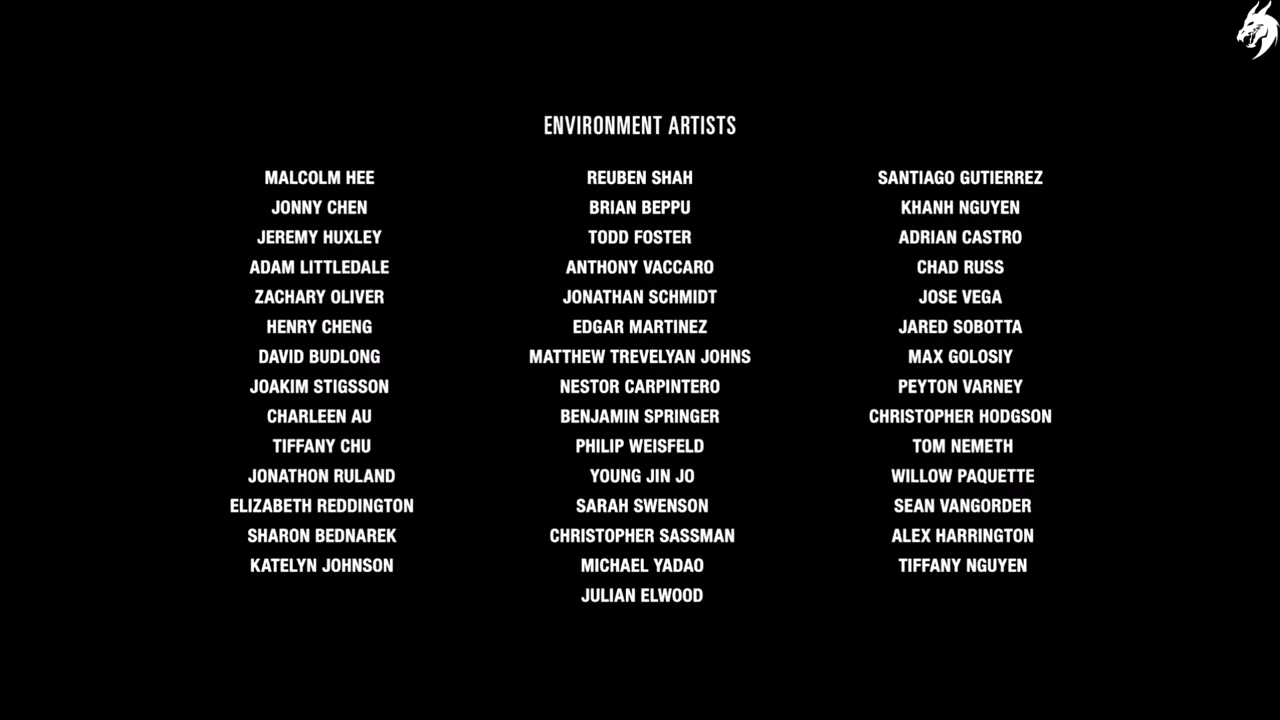 ENVIRONMENT ARTISTS
MALCOLM HEE
JONNY CHEN
JEREMY HUXLEY
ADAM LITTLEDALE
ZACHARY OLIVER
HENRY CHENG
DAVID BUDLONG
JOAKIM STIGSSON
CHARLEEN AU
TIFFANY CHU
JONATHON RULAND
ELIZABETH REDDINGTON
SHARON BEDNAREK
KATELYN JOHNSON
REUBEN SHAH
BRIAN BEPPU
TODD FOSTER
ANTHONY VACCARO
JONATHAN SCHMIDT
EDGAR MARTINEZ
MATTHEW TREVELYAN JOHNS
NESTOR CARPINTERO
BENJAMIN SPRINGER
PHILIP WEISFELD
YOUNG JIN JO
SARAH SWENSON
CHRISTOPHER SASSMAN
MICHAEL YADAO
JULIAN ELWOOD
SANTIAGO GUTIERREZ
KHANH NGUYEN
ADRIAN CASTRO
CHAD RUSS
JOSE VEGA
JARED SOBOTTA
MAX GOLOSIY
PEYTON VARNEY
CHRISTOPHER HODGSON
TOM NEMETH
WILLOW PAQUETTE
SEAN VANGORDER
ALEX HARRINGTON
TIFFANY NGUYEN